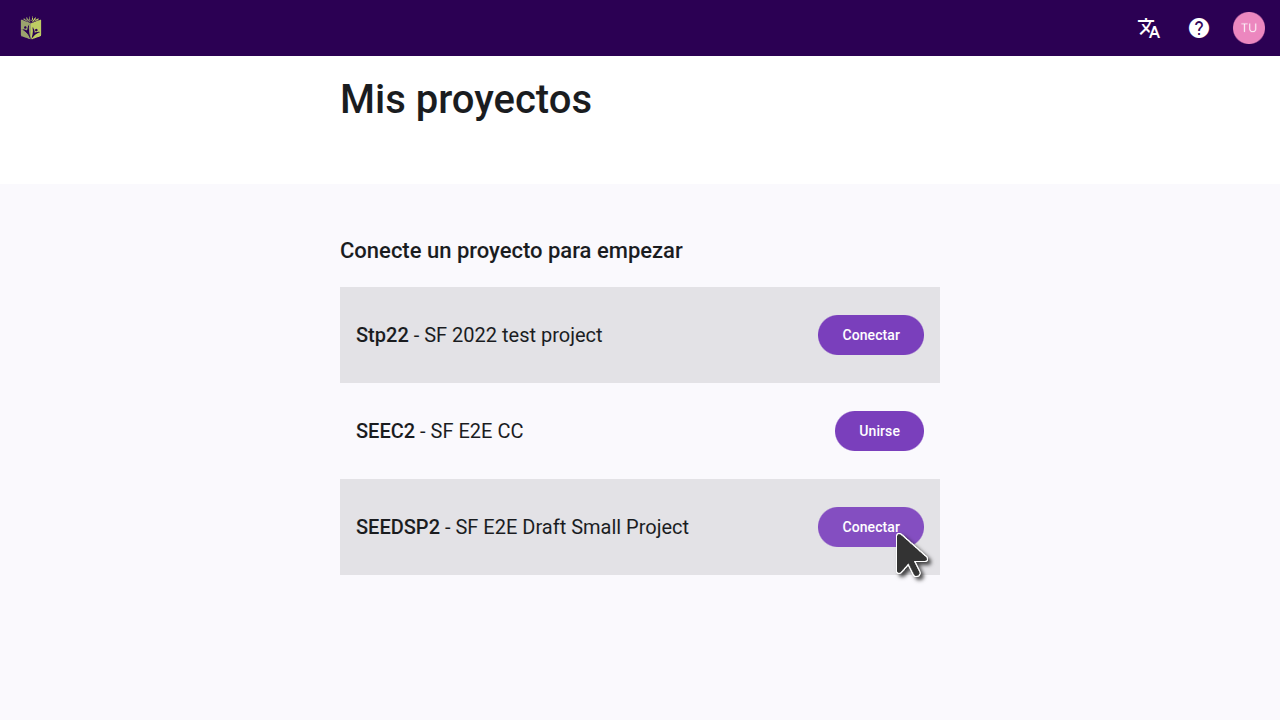 TU
Mis proyectos
Conecte un proyecto para empezar
Stp22 - SF 2022 test project
Conectar
SEEC2 - SF E2E CC
Unirse
SEEDSP2 - SF E2E Draft Small Project
Conectar